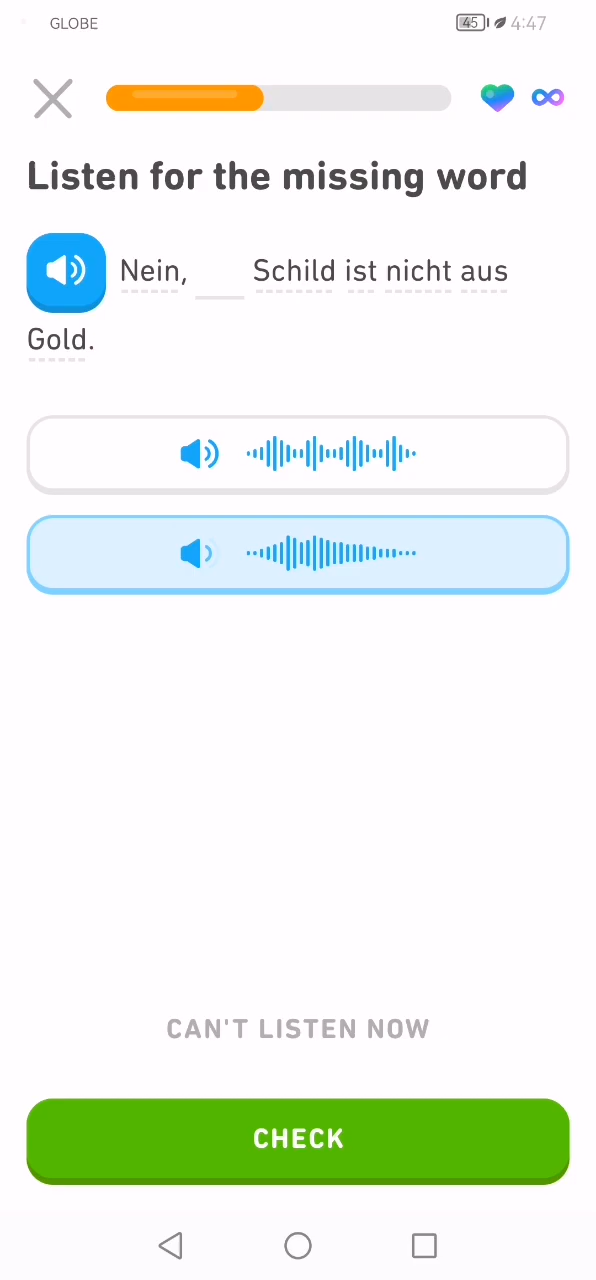 GLOBE 45 4:47
Listen for the missing word
Nein, ____ Schild ist nicht aus
Gold.
CAN'T LISTEN NOW
CHECK